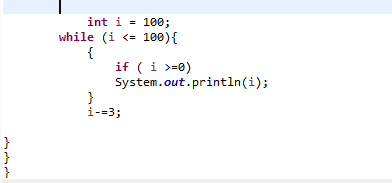 int i = 100;
while (i <= 100){
{
if ( i >=0)
System.out.println(i);
}
i-=3;
}
}
}